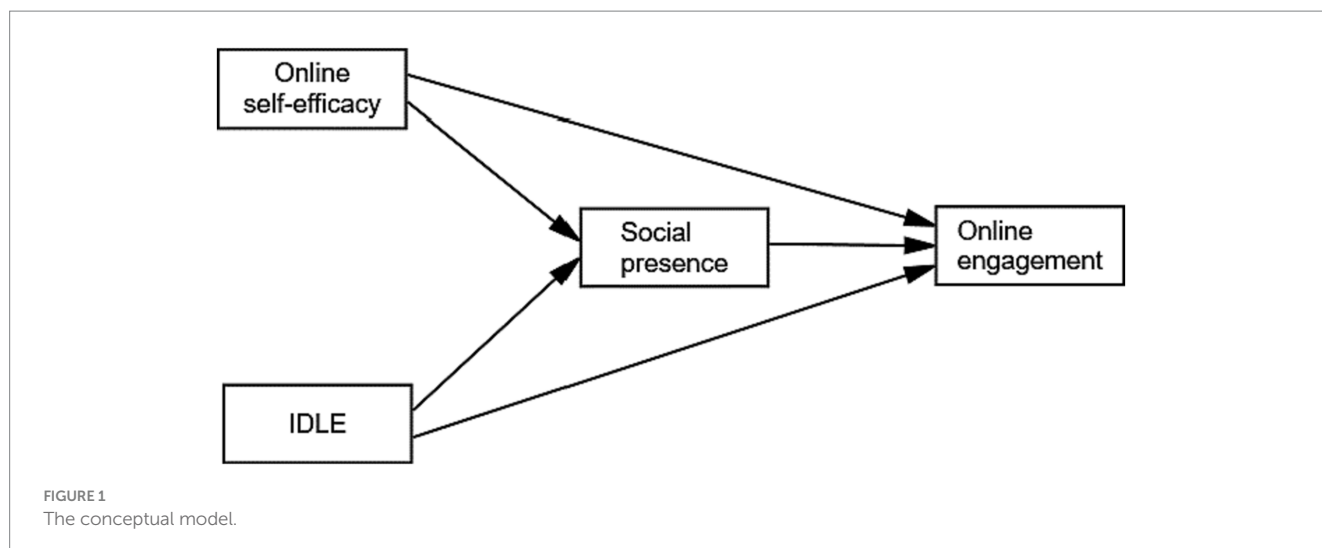 Online
self-efficacy
Social
presence
Online
engagement
IDLE
FIGURE 1
The conceptual model.